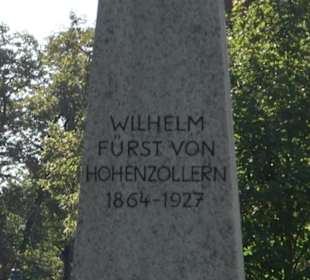 WILHELM
FÜRST VON
HOHENZOLLERN
1864-1927